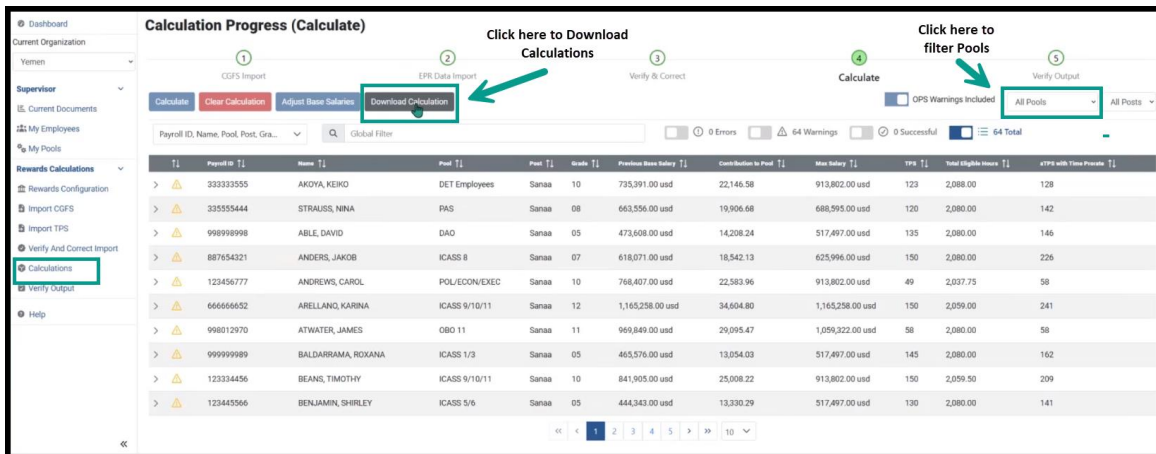 Dashboard
Current Organization
Yemen
Supervisor
Current Documents
My Employees
My Pools
Rewards Calculations
Rewards Configuration
Import CGFS
Import TPS
Verify And Correct Import
Calculations
Verify Output
Help
Calculation Progress (Calculate)
Click here to Download
Calculations
Click here to
filter Pools
1 2 3 4 5
CGFS Import EPR Data Import Verify & Correct Calculate Verify Output
Calculate Clear Calculation Adjust Base Salaries Download Calculation OPS Warnings Included All Pools All Posts
Payroll ID, Name, Pool, Post, Gra... Global Filter 0 Errors 64 Warnings 0 Successful 64 Total
Payroll ID Name Pool Post Grade Previous Base Salary Contribution to Pool Max Salary TPS Total Eligible Hours aTPS with Time Prorate
333333555 AKOYA, KEIKO DET Employees Sanaa 10 735,391.00 usd 22,146.58 913,802.00 usd 123 2,088.00 128
335555444 STRAUSS, NINA PAS Sanaa 08 663,556.00 usd 19,906.68 688,595.00 usd 120 2,080.00 142
998998998 ABLE, DAVID DAO Sanaa 05 473,608.00 usd 14,208.24 517,497.00 usd 135 2,080.00 146
887654321 ANDERS, JAKOB ICASS 8 Sanaa 07 618,071.00 usd 18,542.13 625,996.00 usd 150 2,080.00 226
123456777 ANDREWS, CAROL POL/ECON/EXEC Sanaa 10 768,407.00 usd 22,583.96 913,802.00 usd 49 2,037.75 58
666666652 ARELLANO, KARINA ICASS 9/10/11 Sanaa 12 1,165,258.00 usd 34,604.80 1,165,258.00 usd 150 2,059.00 241
998012970 ATWATER, JAMES OBO 11 Sanaa 11 969,849.00 usd 29,095.47 1,059,322.00 usd 58 2,080.00 58
999999989 BALDARRAMA, ROXANA ICASS 1/3 Sanaa 05 465,576.00 usd 13,054.03 517,497.00 usd 145 2,080.00 162
123334456 BEANS, TIMOTHY ICASS 9/10/11 Sanaa 10 841,905.00 usd 25,008.22 913,802.00 usd 150 2,059.50 209
123445566 BENJAMIN, SHIRLEY ICASS 5/6 Sanaa 05 444,343.00 usd 13,330.29 517,497.00 usd 130 2,080.00 141
« < 1 2 3 4 5 > » 10